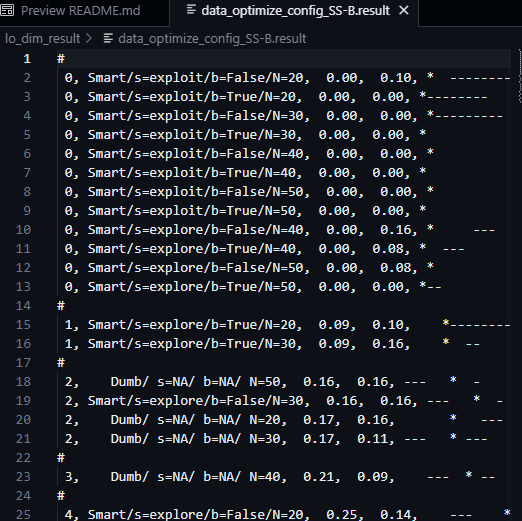 Preview README.md
data_optimize_config_SS-B.result
lo_dim_result > data_optimize_config_SS-B.result
1 #
2 0, Smart/s=exploit/b=False/N=20, 0.00, 0.10, * --------
3 0, Smart/s=exploit/b=True/N=20, 0.00, 0.00, *--------
4 0, Smart/s=exploit/b=False/N=30, 0.00, 0.00, *---------
5 0, Smart/s=exploit/b=True/N=30, 0.00, 0.00, *
6 0, Smart/s=exploit/b=False/N=40, 0.00, 0.00, *
7 0, Smart/s=exploit/b=True/N=40, 0.00, 0.00, *
8 0, Smart/s=exploit/b=False/N=50, 0.00, 0.00, *
9 0, Smart/s=exploit/b=True/N=50, 0.00, 0.00, *
10 0, Smart/s=explore/b=False/N=40, 0.00, 0.16, * ---
11 0, Smart/s=explore/b=True/N=40, 0.00, 0.08, * ---
12 0, Smart/s=explore/b=False/N=50, 0.00, 0.08, *
13 0, Smart/s=explore/b=True/N=50, 0.00, 0.00, *--
14 #
15 1, Smart/s=explore/b=True/N=20, 0.09, 0.10, *--------
16 1, Smart/s=explore/b=True/N=30, 0.09, 0.16, * --
17 #
18 2, Dumb/ s=NA/ b=NA/ N=50, 0.16, 0.16, --- * -
19 2, Smart/s=explore/b=False/N=30, 0.16, 0.16, --- * -
20 2, Dumb/ s=NA/ b=NA/ N=20, 0.17, 0.16, * ---
21 2, Dumb/ s=NA/ b=NA/ N=30, 0.17, 0.11, --- * ---
22 #
23 3, Dumb/ s=NA/ b=NA/ N=40, 0.21, 0.09, --- * --
24 #
25 4, Smart/s=explore/b=False/N=20, 0.25, 0.14, --- *